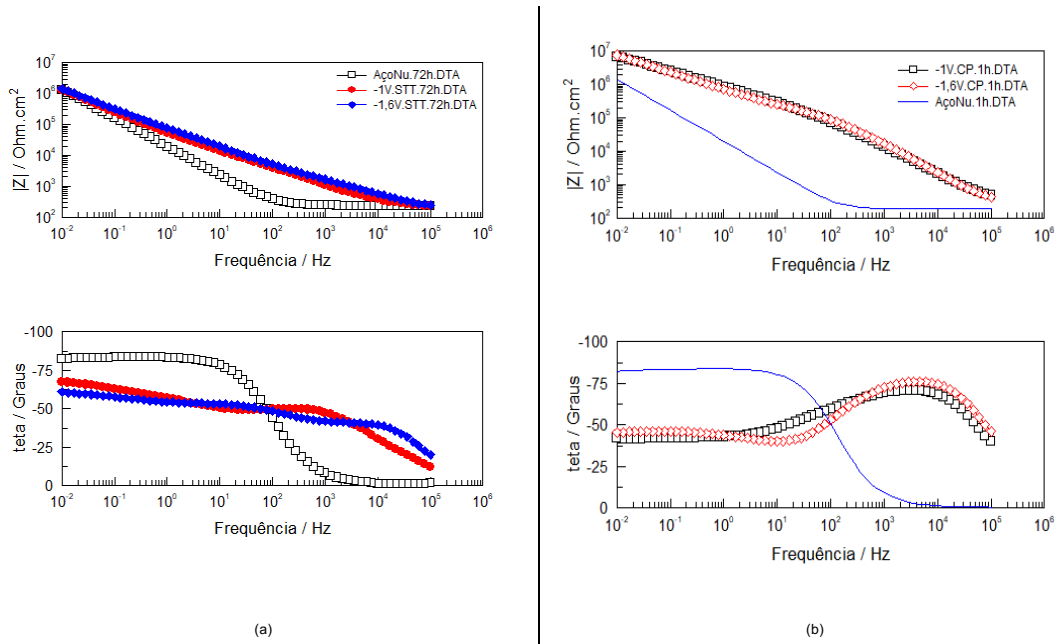 10^7
10^6
10^5
10^4
10^3
10^2
|Z| / Ohm.cm^2
AçoNu.72h.DTA
-1V.STT.72h.DTA
-1,6V.STT.72h.DTA
10^-2 10^-1 10^0 10^1 10^2 10^3 10^4 10^5 10^6
Frequência / Hz
-100
-75
-50
-25
0
teta / Graus
10^-2 10^-1 10^0 10^1 10^2 10^3 10^4 10^5 10^6
Frequência / Hz
(a)
10^7
10^6
10^5
10^4
10^3
10^2
|Z| / Ohm.cm^2
-1V.CP.1h.DTA
-1,6V.CP.1h.DTA
AçoNu.1h.DTA
10^-2 10^-1 10^0 10^1 10^2 10^3 10^4 10^5 10^6
Frequência / Hz
-100
-75
-50
-25
0
teta / Graus
10^-2 10^-1 10^0 10^1 10^2 10^3 10^4 10^5 10^6
Frequência / Hz
(b)